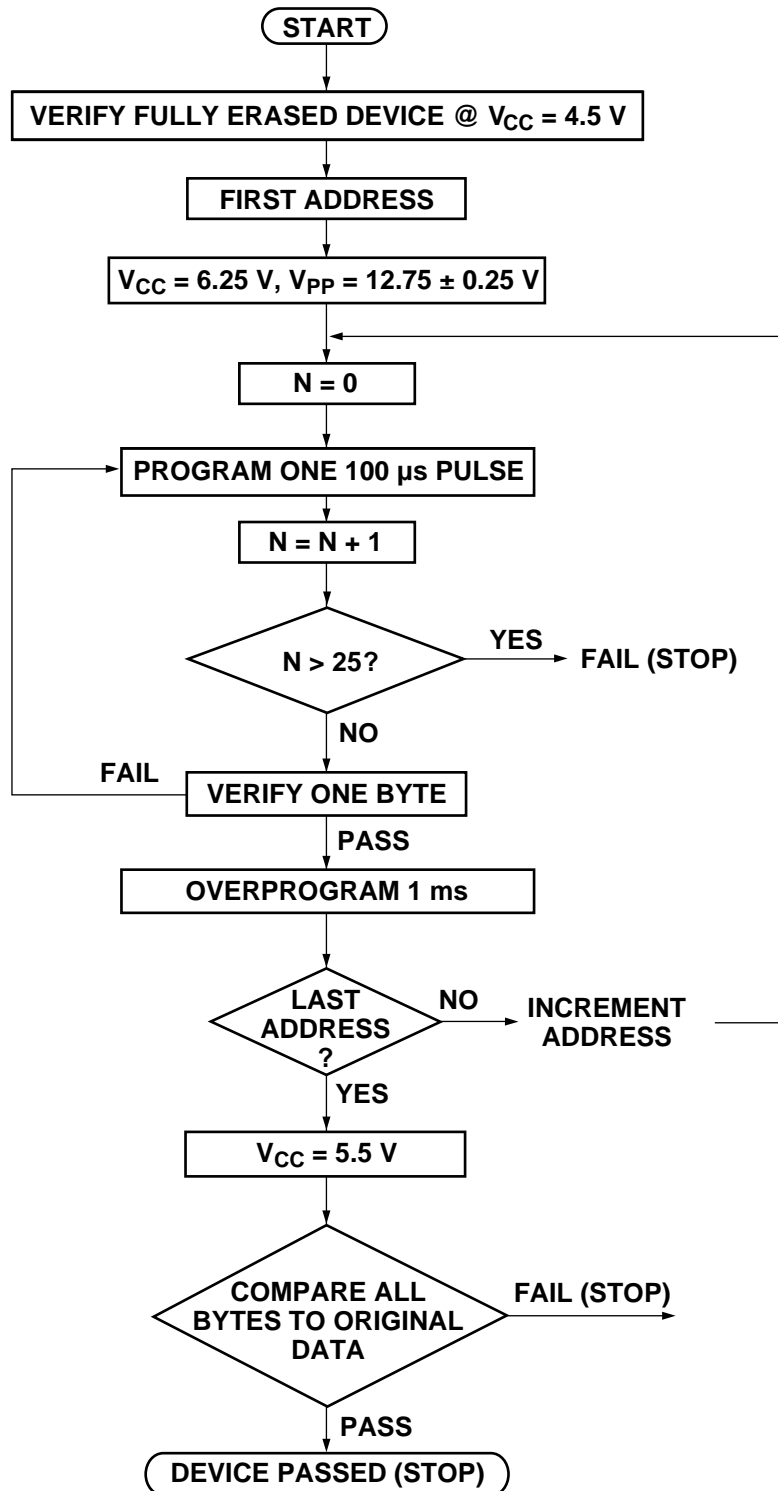 START
VERIFY FULLY ERASED DEVICE @ VCC = 4.5 V
FIRST ADDRESS
VCC = 6.25 V, VPP = 12.75 ± 0.25 V
N = 0
PROGRAM ONE 100 µs PULSE
N = N + 1
N > 25?
YES
FAIL (STOP)
NO
FAIL
VERIFY ONE BYTE
PASS
OVERPROGRAM 1 ms
LAST
ADDRESS
?
NO
INCREMENT
ADDRESS
YES
VCC = 5.5 V
COMPARE ALL
BYTES TO ORIGINAL
DATA
FAIL (STOP)
PASS
DEVICE PASSED (STOP)